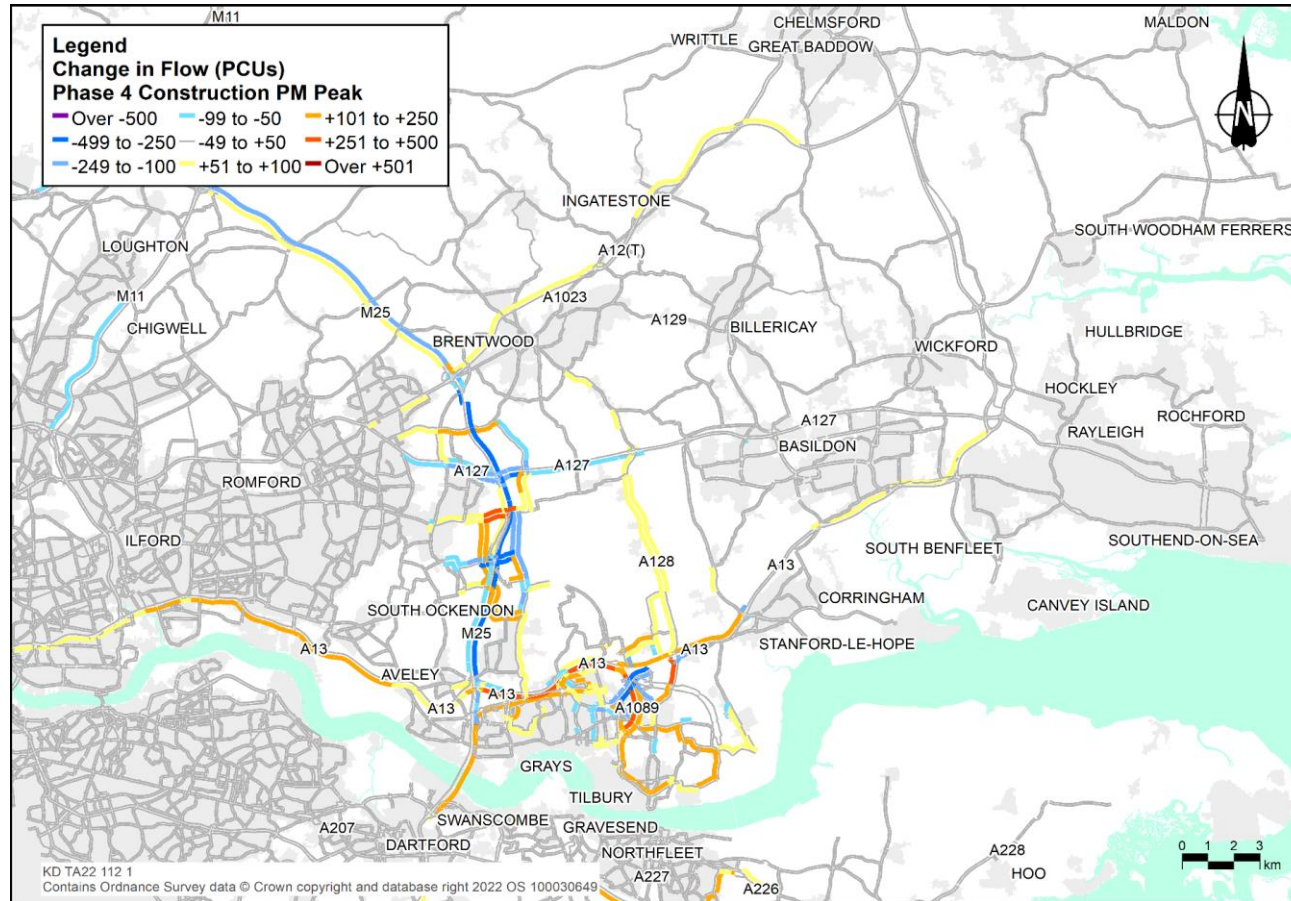 M11
CHELMSFORD
MALDON
WRITTLE
GREAT BADDOW
Legend
Change in Flow (PCUs)
Phase 4 Construction PM Peak
Over -500 -99 to -50 +101 to +250
-499 to -250 -49 to +50 +251 to +500
-249 to -100 +51 to +100 Over +501
N
INGATESTONE
LOUGHTON
SOUTH WOODHAM FERRERS
A12(T)
M11
A1023
M25
CHIGWELL
A129
BILLERICAY
HULLBRIDGE
BRENTWOOD
WICKFORD
HOCKLEY
A127
ROCHFORD
RAYLEIGH
BASILDON
A127
A127
ROMFORD
ILFORD
SOUTHEND-ON-SEA
SOUTH BENFLEET
A128
A13
CORRINGHAM
CANVEY ISLAND
SOUTH OCKENDON
M25
STANFORD-LE-HOPE
A13
A13
A13
AVELEY
A13
A13
A1089
GRAYS
TILBURY
SWANSCOMBE
GRAVESEND
A207
DARTFORD
NORTHFLEET
A228
HOO
A227
A226
0 1 2 3
km
KD TA22 112 1
Contains Ordnance Survey data © Crown copyright and database right 2022 OS 100030649